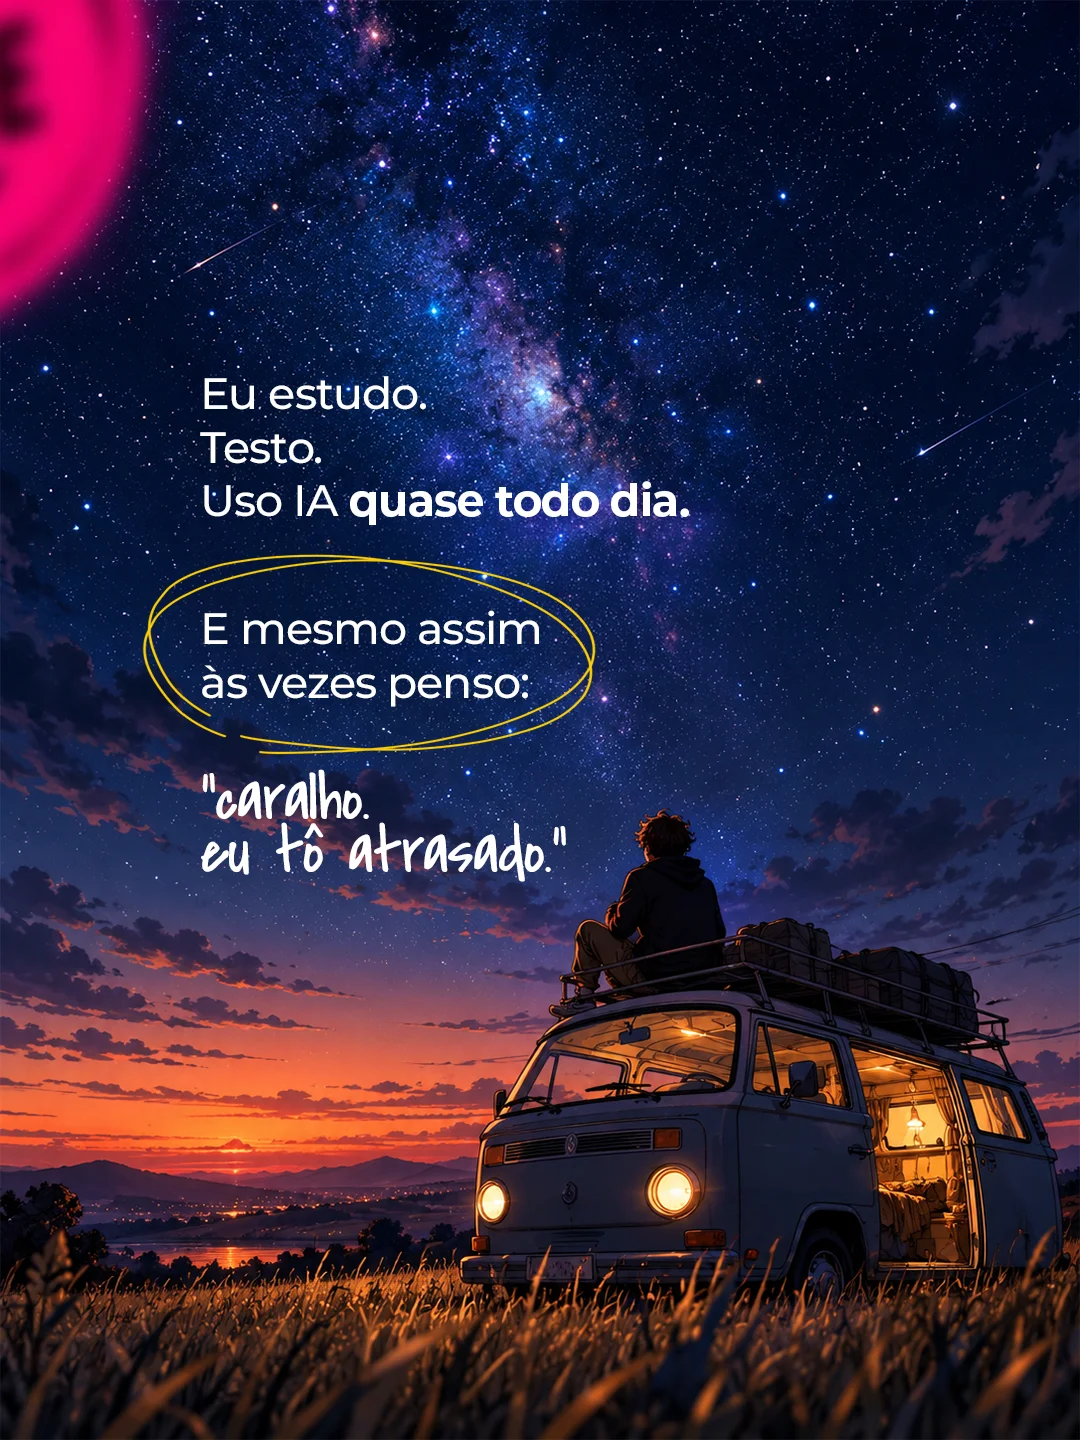 Eu estudo.
Testo.
Uso IA quase todo dia.
E mesmo assim
às vezes penso:
"caralho.
eu tô atrasado."